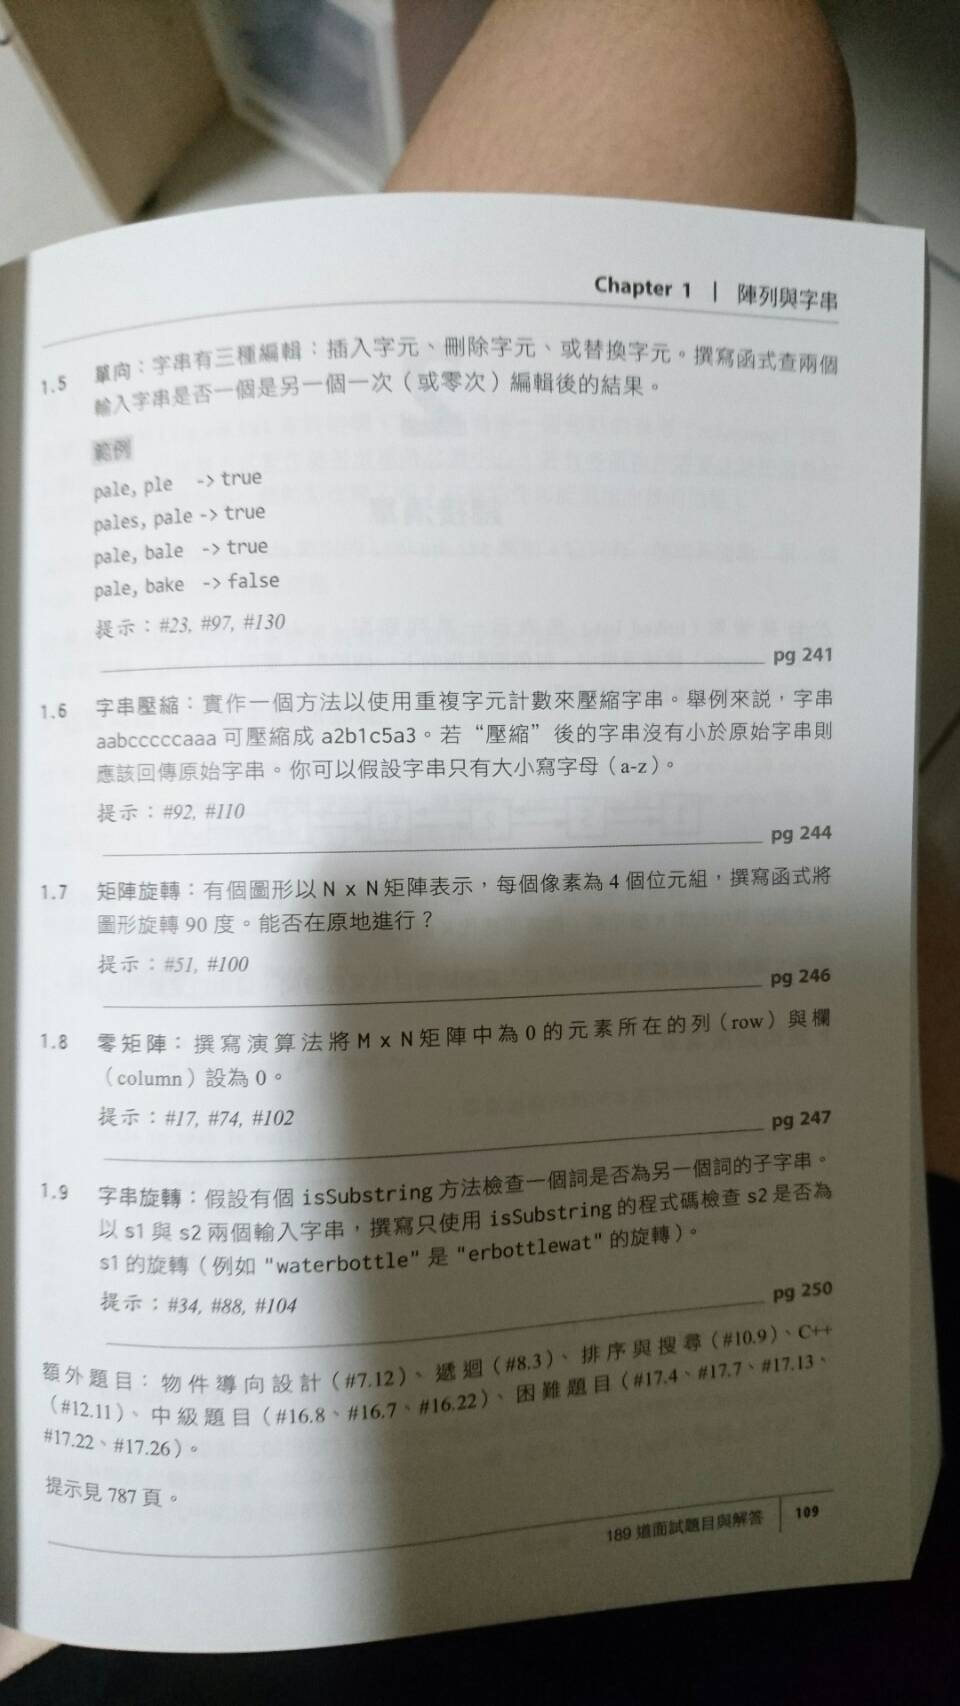 Chapter 1 | 陣列與字串
1.5 單向：字串有三種編輯：插入字元、刪除字元、或替換字元。撰寫函式查兩個
輸入字串是否一個是另一個一次（或零次）編輯後的結果。
範例
pale, ple -> true
pales, pale -> true
pale, bale -> true
pale, bake -> false
提示：#23, #97, #130
pg 241
1.6 字串壓縮：實作一個方法以使用重複字元計數來壓縮字串。舉例來説，字串
aabcccccaaa 可壓縮成 a2b1c5a3。若“壓縮”後的字串沒有小於原始字串則
應該回傳原始字串。你可以假設字串只有大小寫字母（a-z）。
提示：#92, #110
pg 244
1.7 矩陣旋轉：有個圖形以 N x N 矩陣表示，每個像素為 4 個位元組，撰寫函式將
圖形旋轉 90 度。能否在原地進行？
提示：#51, #100
pg 246
1.8 零矩陣：撰寫演算法將 M x N 矩陣中為 0 的元素所在的列（row）與欄
（column）設為 0。
提示：#17, #74, #102
pg 247
1.9 字串旋轉：假設有個 isSubstring 方法檢查一個詞是否為另一個詞的子字串。
以 s1 與 s2 兩個輸入字串，撰寫只使用 isSubstring 的程式碼檢查 s2 是否為
s1 的旋轉（例如 "waterbottle" 是 "erbottlewat" 的旋轉）。
提示：#34, #88, #104
pg 250
額外題目：物件導向設計（#7.12）、遞迴（#8.3）、排序與搜尋（#10.9）、C++
（#12.11）、中級題目（#16.8、#16.7、#16.22）、困難題目（#17.4、#17.7、#17.13、
#17.22、#17.26）。
提示見 787 頁。
189 道面試題目與解答 | 109